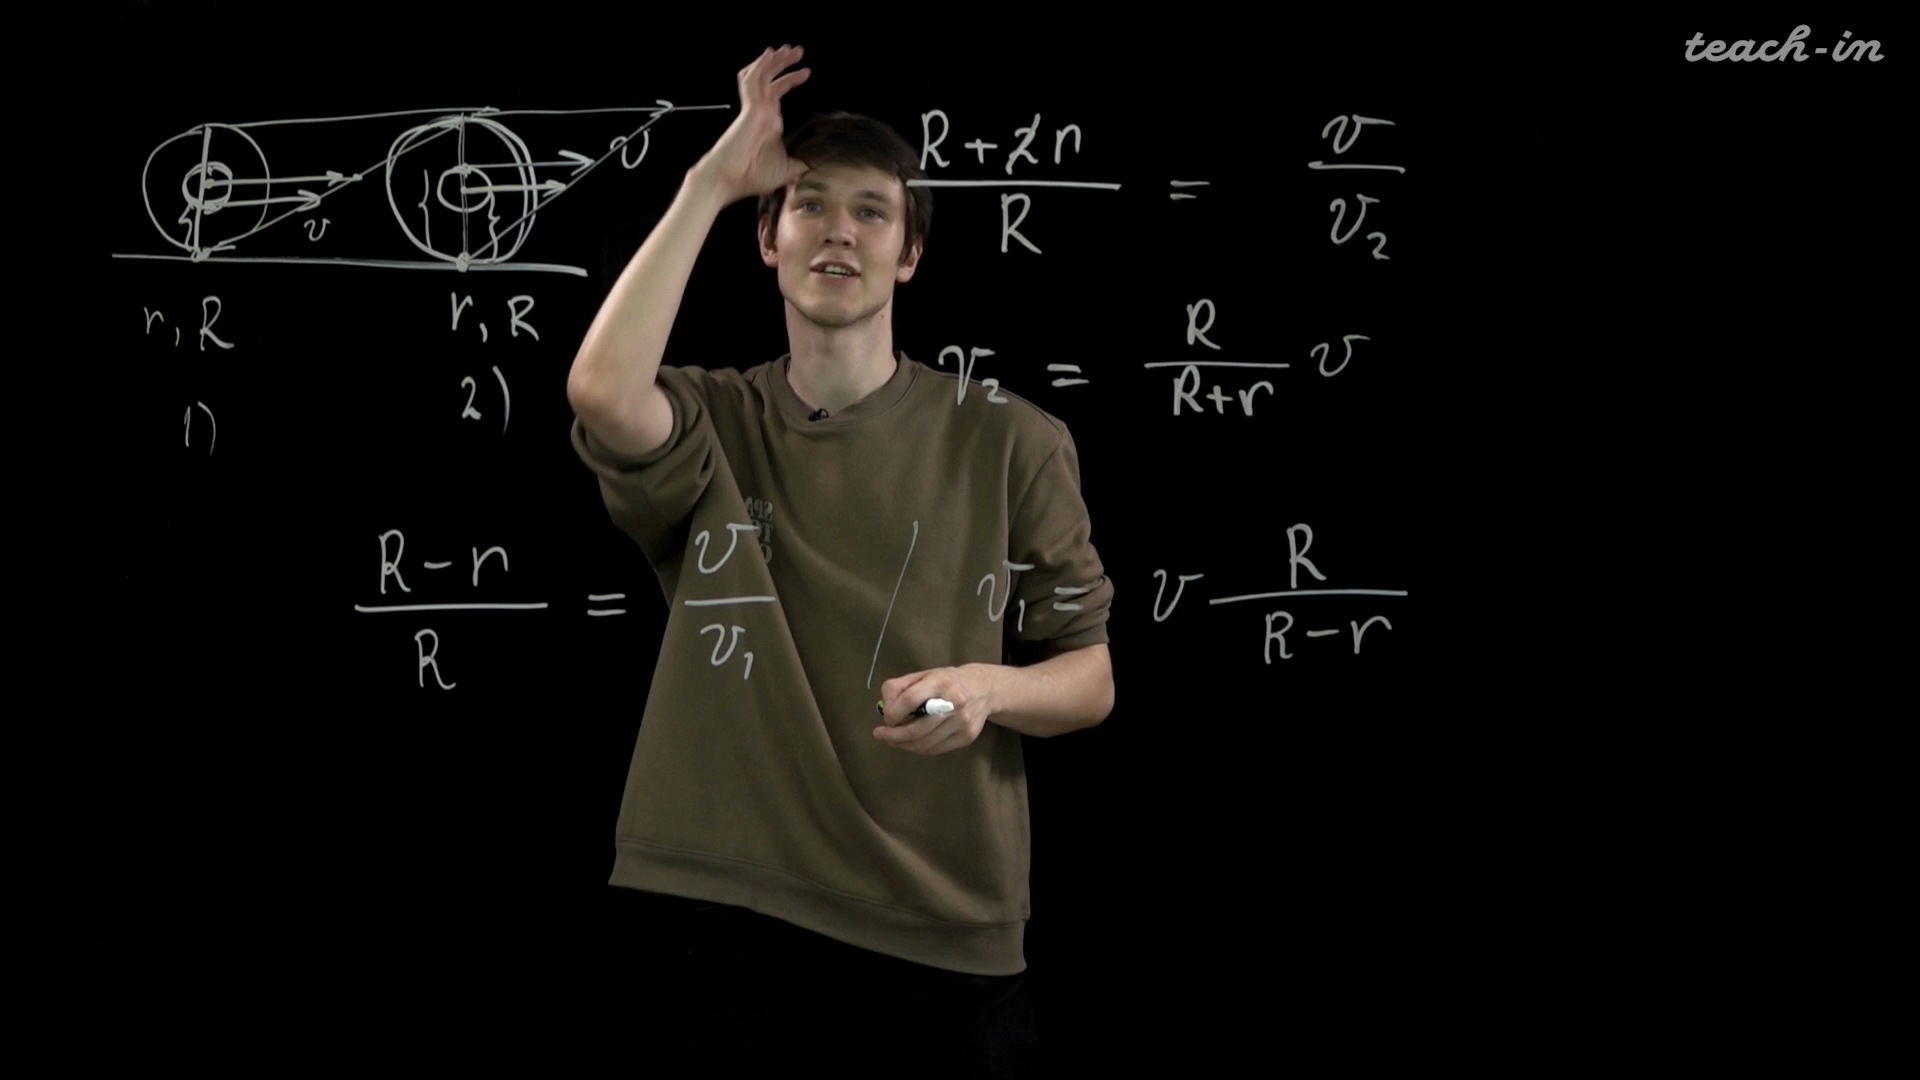 teach-in
v
v
r, R
r, R
1)
2)
R + 2r / R = v / v₂
v₂ = R / R+r v
R - r / R = v / v₁ / v₁ = v R / R - r